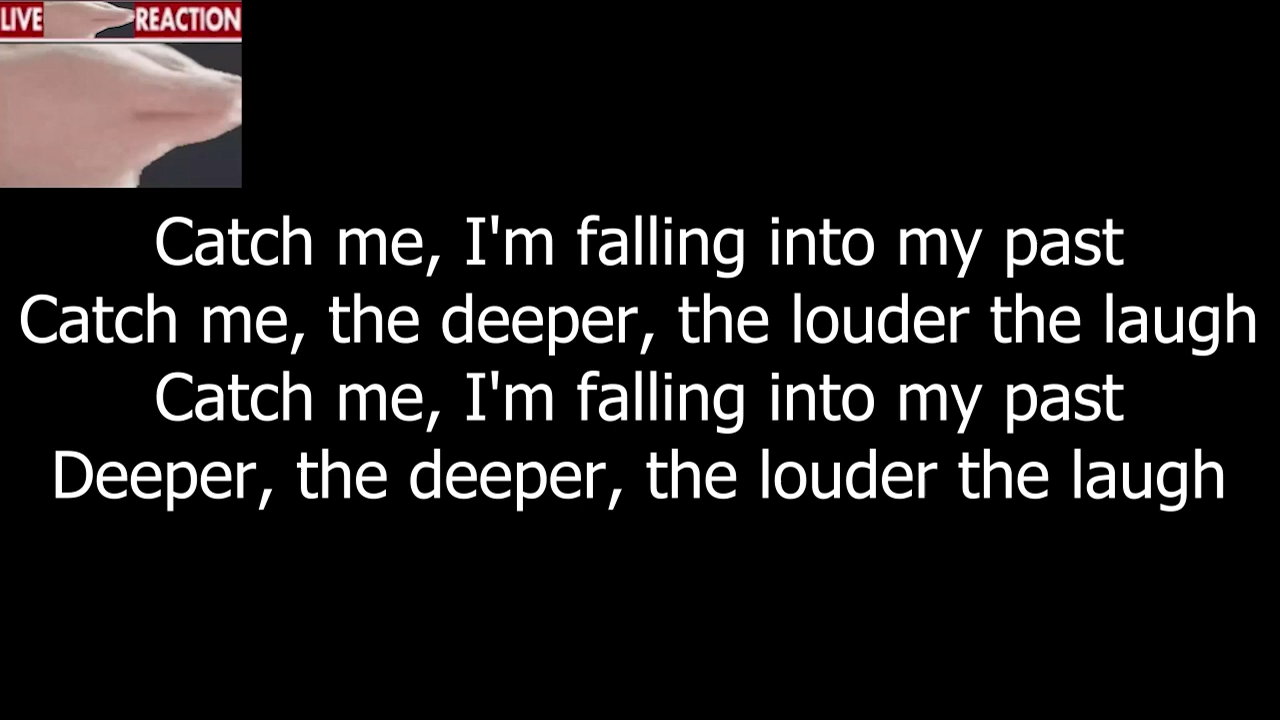 LIVE REACTION
Catch me, I'm falling into my past
Catch me, the deeper, the louder the laugh
Catch me, I'm falling into my past
Deeper, the deeper, the louder the laugh